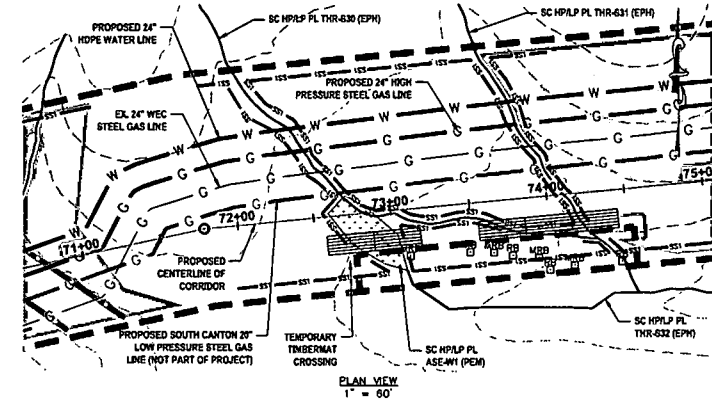 PROPOSED 24"
HDPE WATER LINE
SC HP/LP PL THR-630 (EPH)
SC HP/LP PL THR-631 (EPH)
PROPOSED 24" HIGH
PRESSURE STEEL GAS LINE
EX. 24" WEC
STEEL GAS LINE
71+00
72+00
73+00
74+00
75+0
PROPOSED
CENTERLINE OF
CORRIDOR
PROPOSED SOUTH CANTON 20"
LOW PRESSURE STEEL GAS
LINE (NOT PART OF PROJECT)
TEMPORARY
TIMBERMAT
CROSSING
SC HP/LP PL
ASE-W1 (PEM)
SC HP/LP PL
THR-632 (EPH)
MRB
RB
MRB
RB
PLAN VIEW
1" = 60'